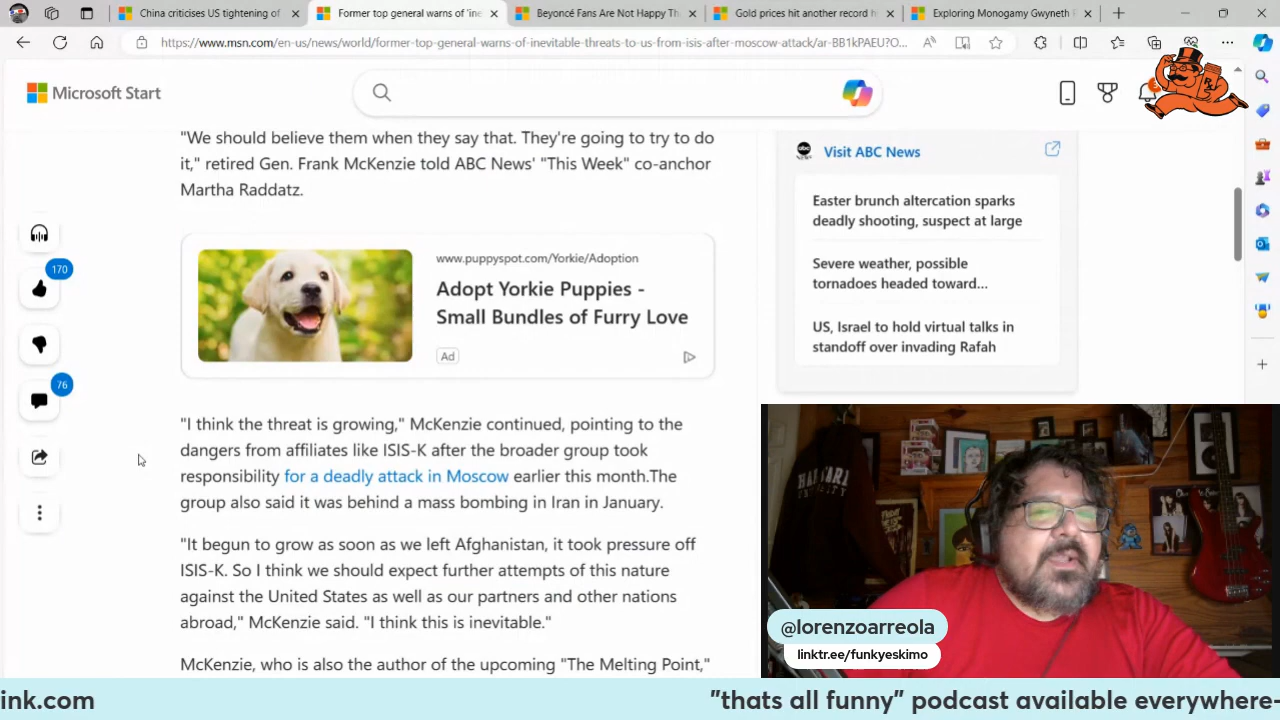 China criticises US tightening of
Former top general warns of 'ine
Beyoncé Fans Are Not Happy Th
Gold prices hit another record h
Exploring Monogamy Gwyneth F
https://www.msn.com/en-us/news/world/former-top-general-warns-of-inevitable-threats-to-us-from-isis-after-moscow-attack/ar-BB1kPAEU?O...
Microsoft Start
"We should believe them when they say that. They're going to try to do
it," retired Gen. Frank McKenzie told ABC News' "This Week" co-anchor
Martha Raddatz.
www.puppyspot.com/Yorkie/Adoption
Adopt Yorkie Puppies -
Small Bundles of Furry Love
Ad
170
76
"I think the threat is growing," McKenzie continued, pointing to the
dangers from affiliates like ISIS-K after the broader group took
responsibility for a deadly attack in Moscow earlier this month.The
group also said it was behind a mass bombing in Iran in January.
"It begun to grow as soon as we left Afghanistan, it took pressure off
ISIS-K. So I think we should expect further attempts of this nature
against the United States as well as our partners and other nations
abroad," McKenzie said. "I think this is inevitable."
McKenzie, who is also the author of the upcoming "The Melting Point,"
Visit ABC News
Easter brunch altercation sparks
deadly shooting, suspect at large
Severe weather, possible
tornadoes headed toward...
US, Israel to hold virtual talks in
standoff over invading Rafah
@lorenzoarreola
linktr.ee/funkyeskimo
ink.com
"thats all funny" podcast available everywhere-